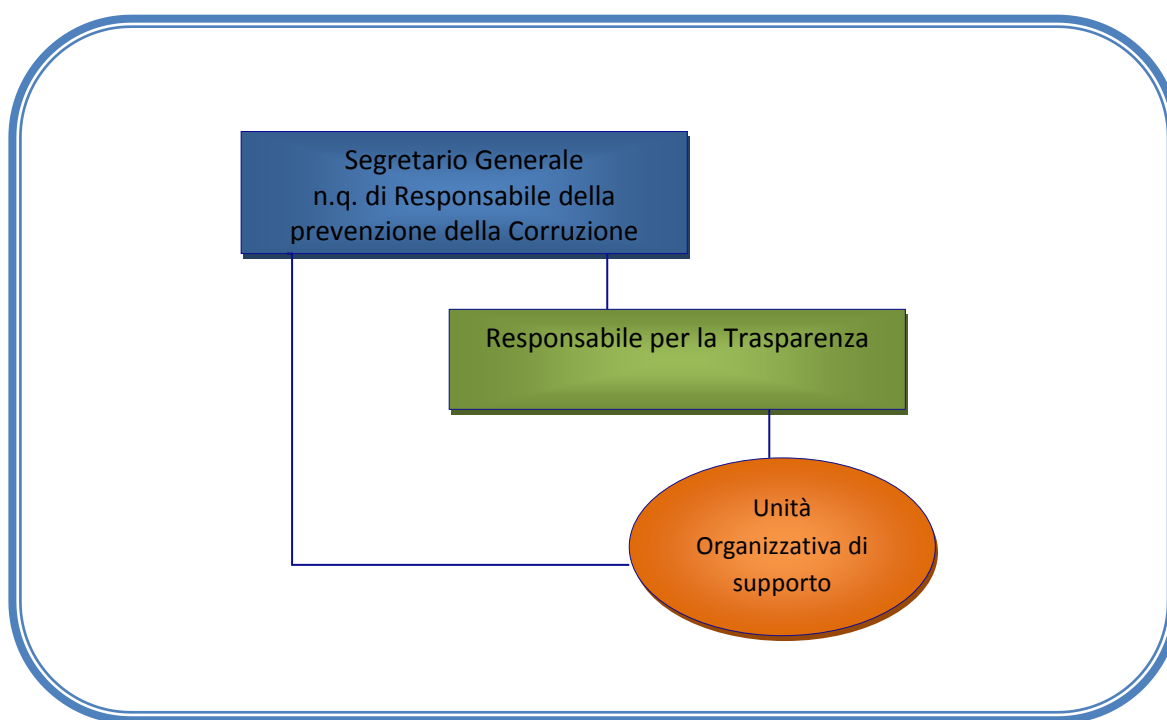 Segretario Generale
n.q. di Responsabile della
prevenzione della Corruzione
Responsabile per la Trasparenza
Unità
Organizzativa di
supporto